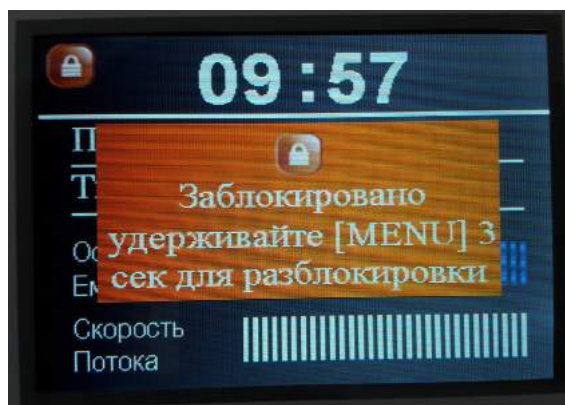 09:57
Заблокировано
удерживайте [MENU] 3
сек для разблокировки
Скорость
Потока